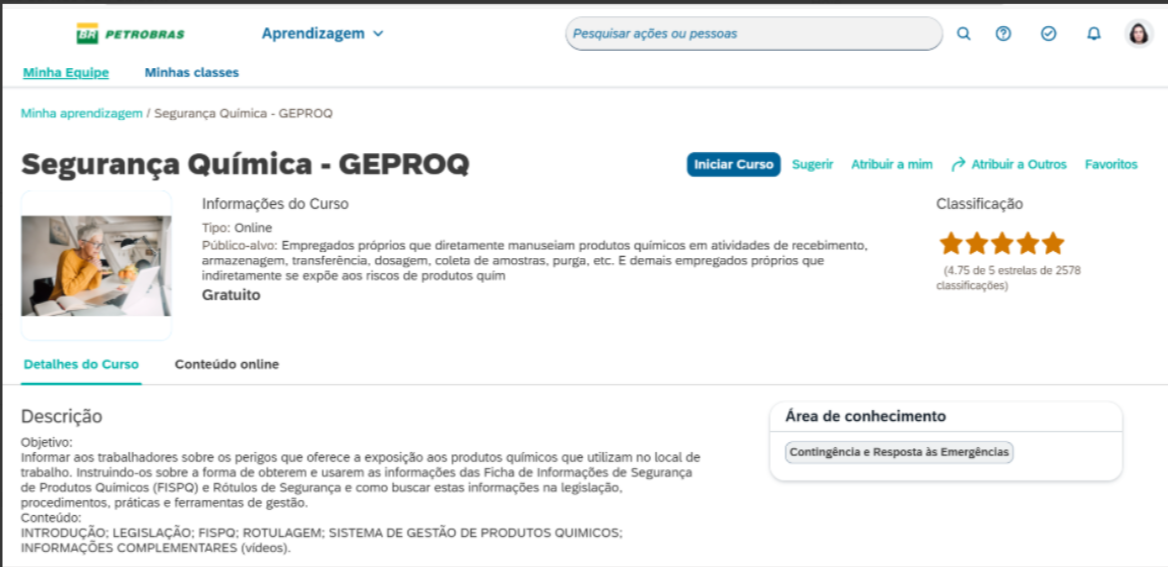 BR PETROBRAS
Aprendizagem
Pesquisar ações ou pessoas
Minha Equipe
Minhas classes
Minha aprendizagem / Segurança Química - GEPROQ
Segurança Química - GEPROQ
Iniciar Curso
Sugerir
Atribuir a mim
Atribuir a Outros
Favoritos
Informações do Curso
Tipo: Online
Público-alvo: Empregados próprios que diretamente manuseiam produtos químicos em atividades de recebimento,
armazenagem, transferência, dosagem, coleta de amostras, purga, etc. E demais empregados próprios que
indiretamente se expõe aos riscos de produtos quím
Gratuito
Classificação
(4.75 de 5 estrelas de 2578
classificações)
Detalhes do Curso
Conteúdo online
Descrição
Objetivo:
Informar aos trabalhadores sobre os perigos que oferece a exposição aos produtos químicos que utilizam no local de
trabalho. Instruindo-os sobre a forma de obterem e usarem as informações das Ficha de Informações de Segurança
de Produtos Químicos (FISPQ) e Rótulos de Segurança e como buscar estas informações na legislação,
procedimentos, práticas e ferramentas de gestão.
Conteúdo:
INTRODUÇÃO; LEGISLAÇÃO; FISPQ; ROTULAGEM; SISTEMA DE GESTÃO DE PRODUTOS QUIMICOS;
INFORMAÇÕES COMPLEMENTARES (vídeos).
Área de conhecimento
Contingência e Resposta às Emergências